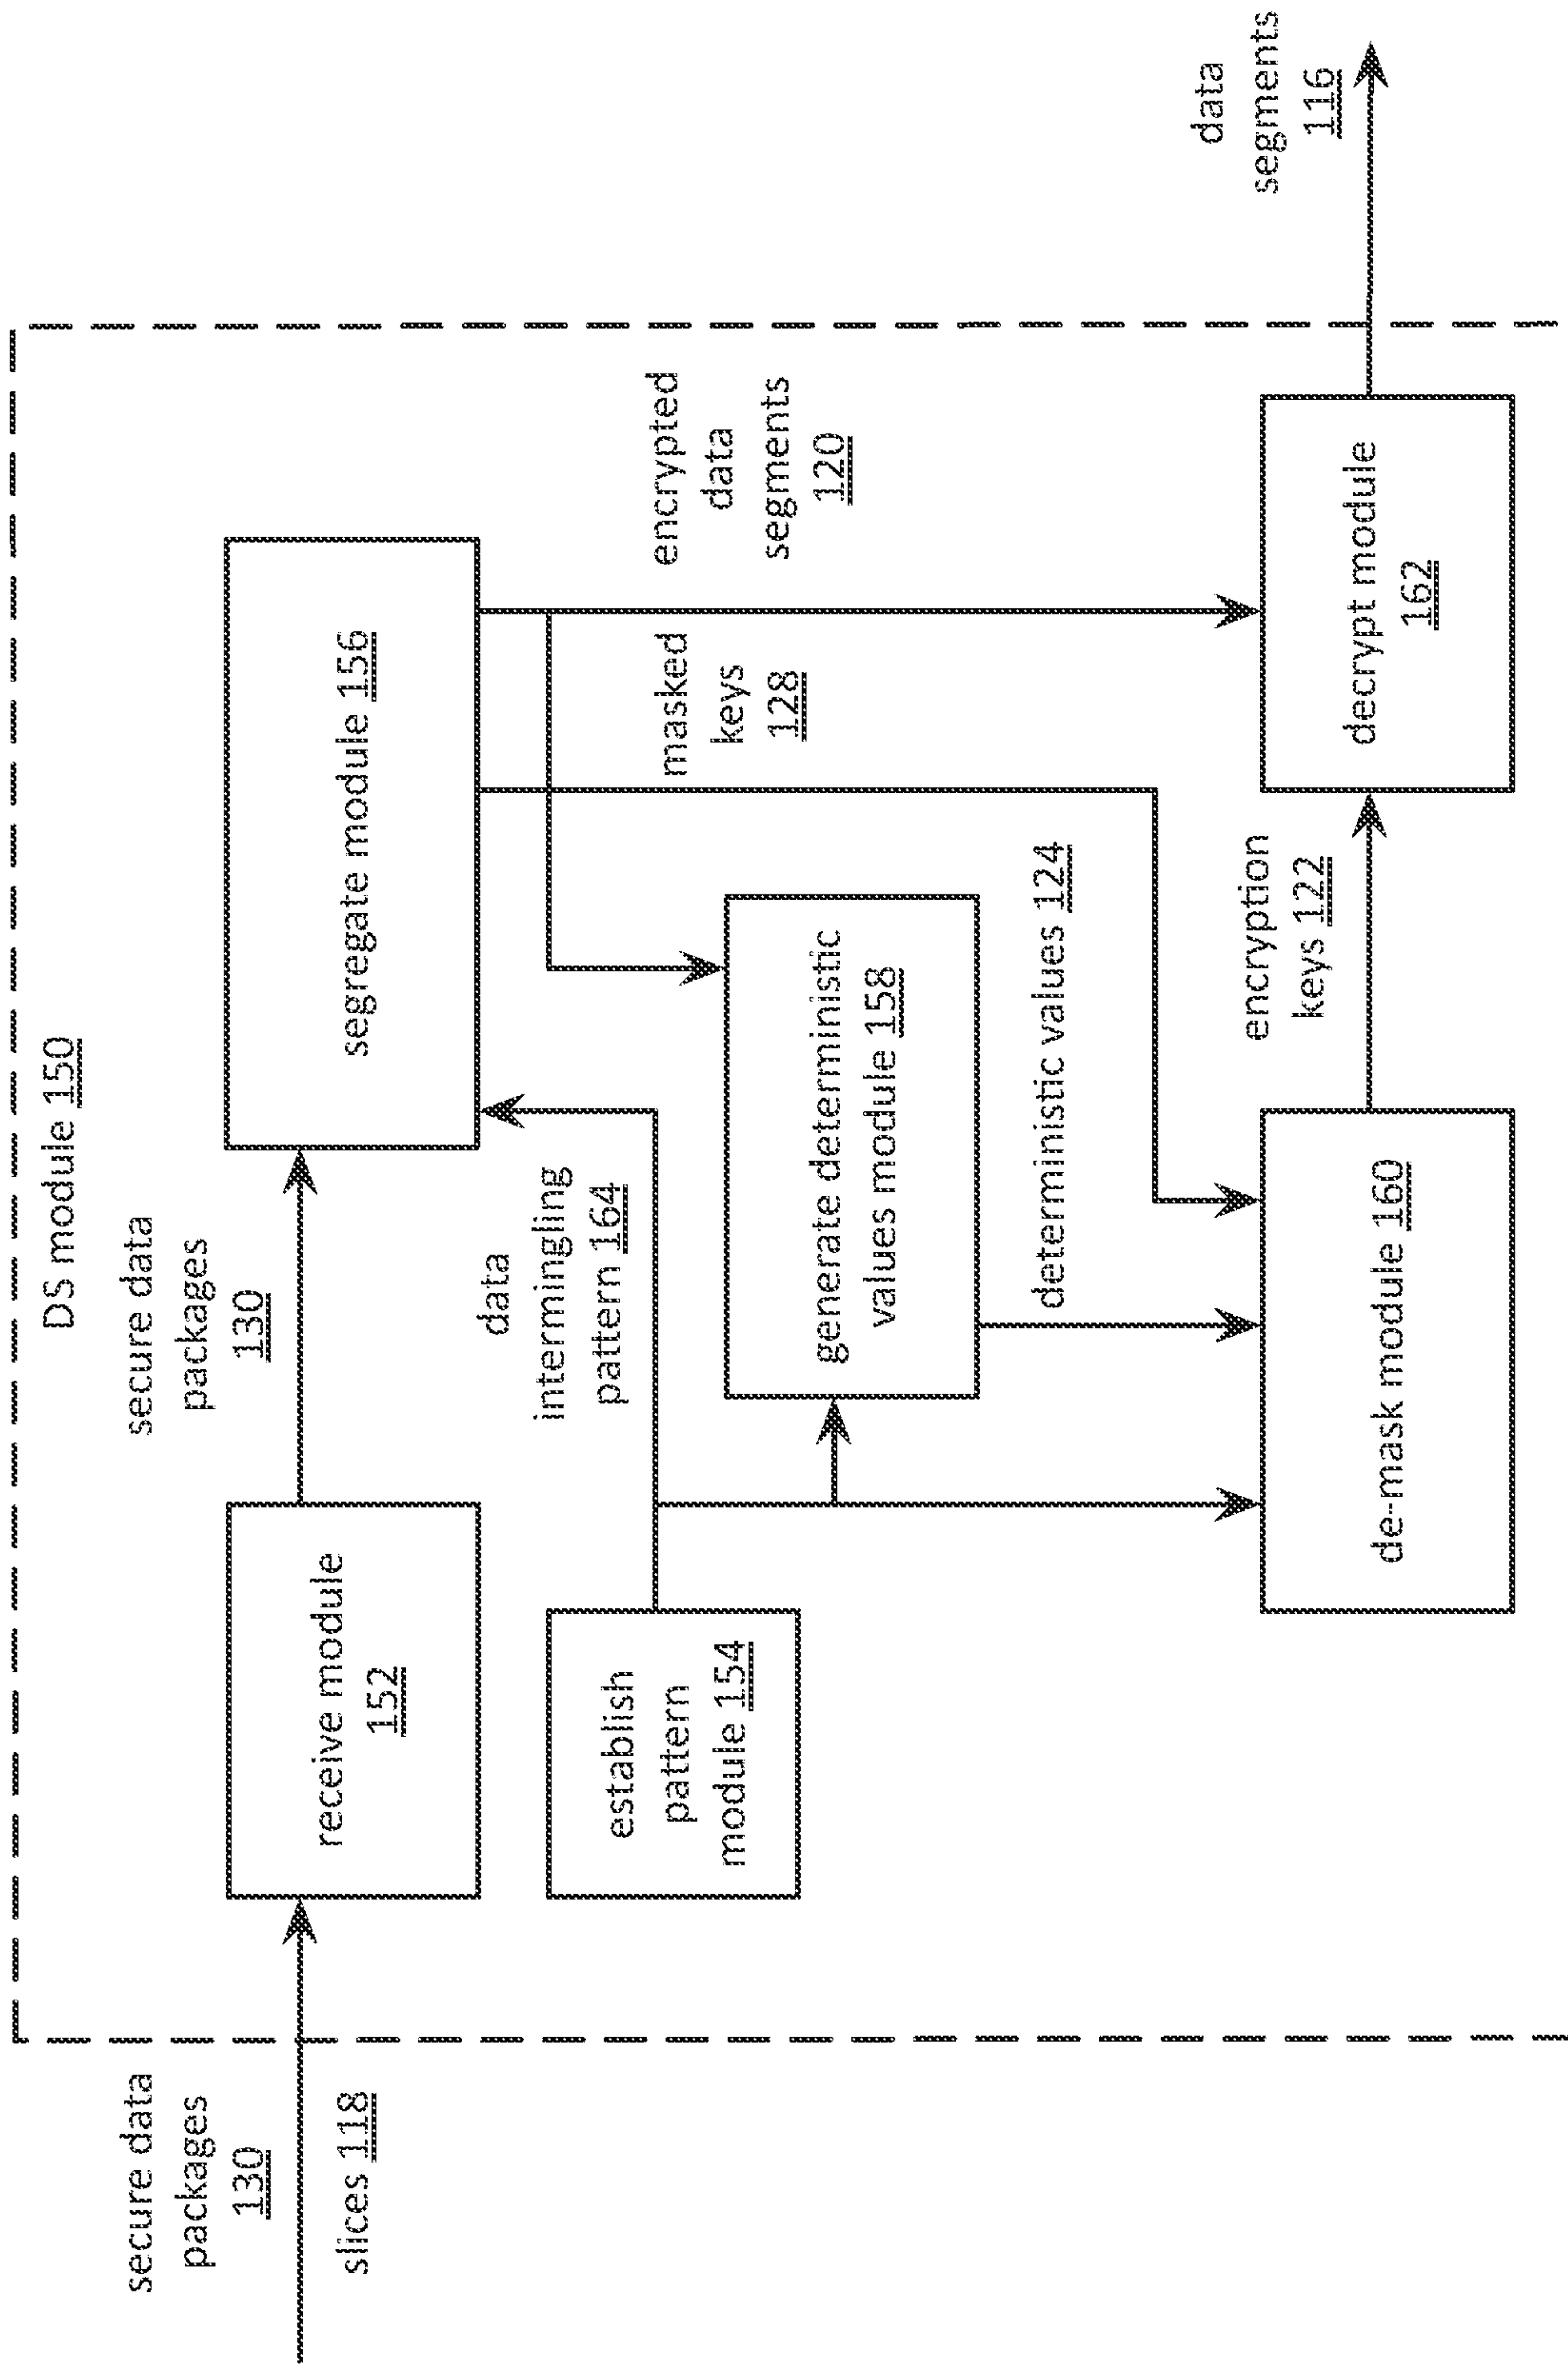 DS module 150
secure data
packages
130
slices 118
receive module
152
secure data
packages
130
segregate module 156
establish
pattern
module 154
data
intermingling
pattern 164
generate deterministic
values module 158
masked
keys
128
encrypted
data
segments
120
deterministic values 124
de-mask module 160
encryption
keys 122
decrypt module
162
data
segments
116